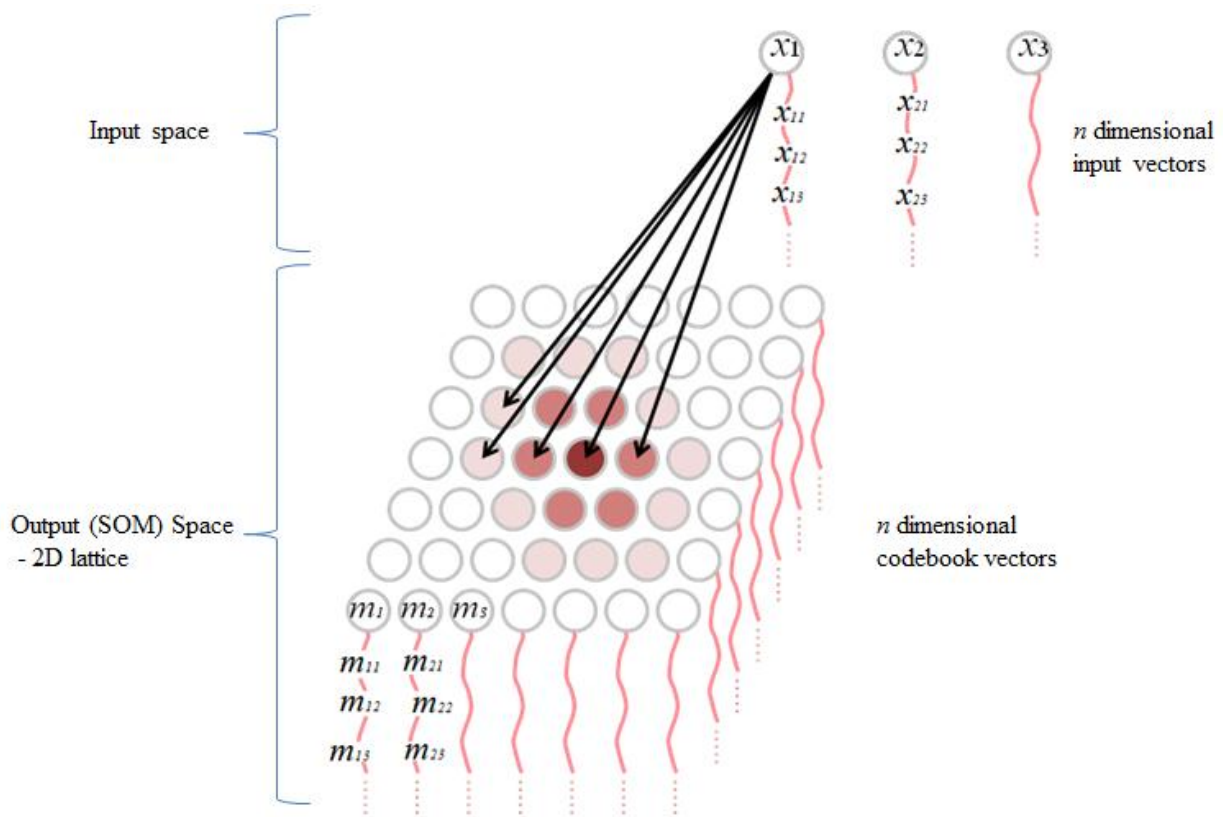 x1 x2 x3
Input space
x11 x21
x12 x22
x13 x23
n dimensional
input vectors
Output (SOM) Space
- 2D lattice
n dimensional
codebook vectors
m1 m2 m3
m11 m21
m12 m22
m13 m23